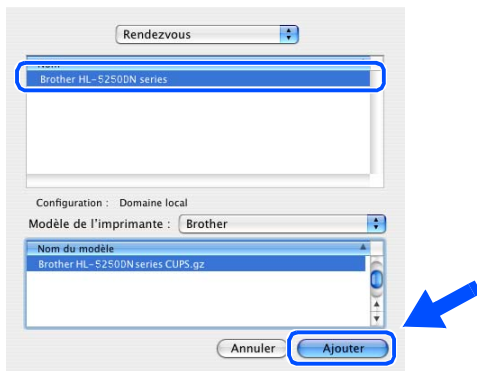 Rendezvous
Nom
Brother HL-5250DN series
Configuration : Domaine local
Modèle de l'imprimante : Brother
Nom du modèle
Brother HL-5250DN series CUPS.gz
Annuler Ajouter